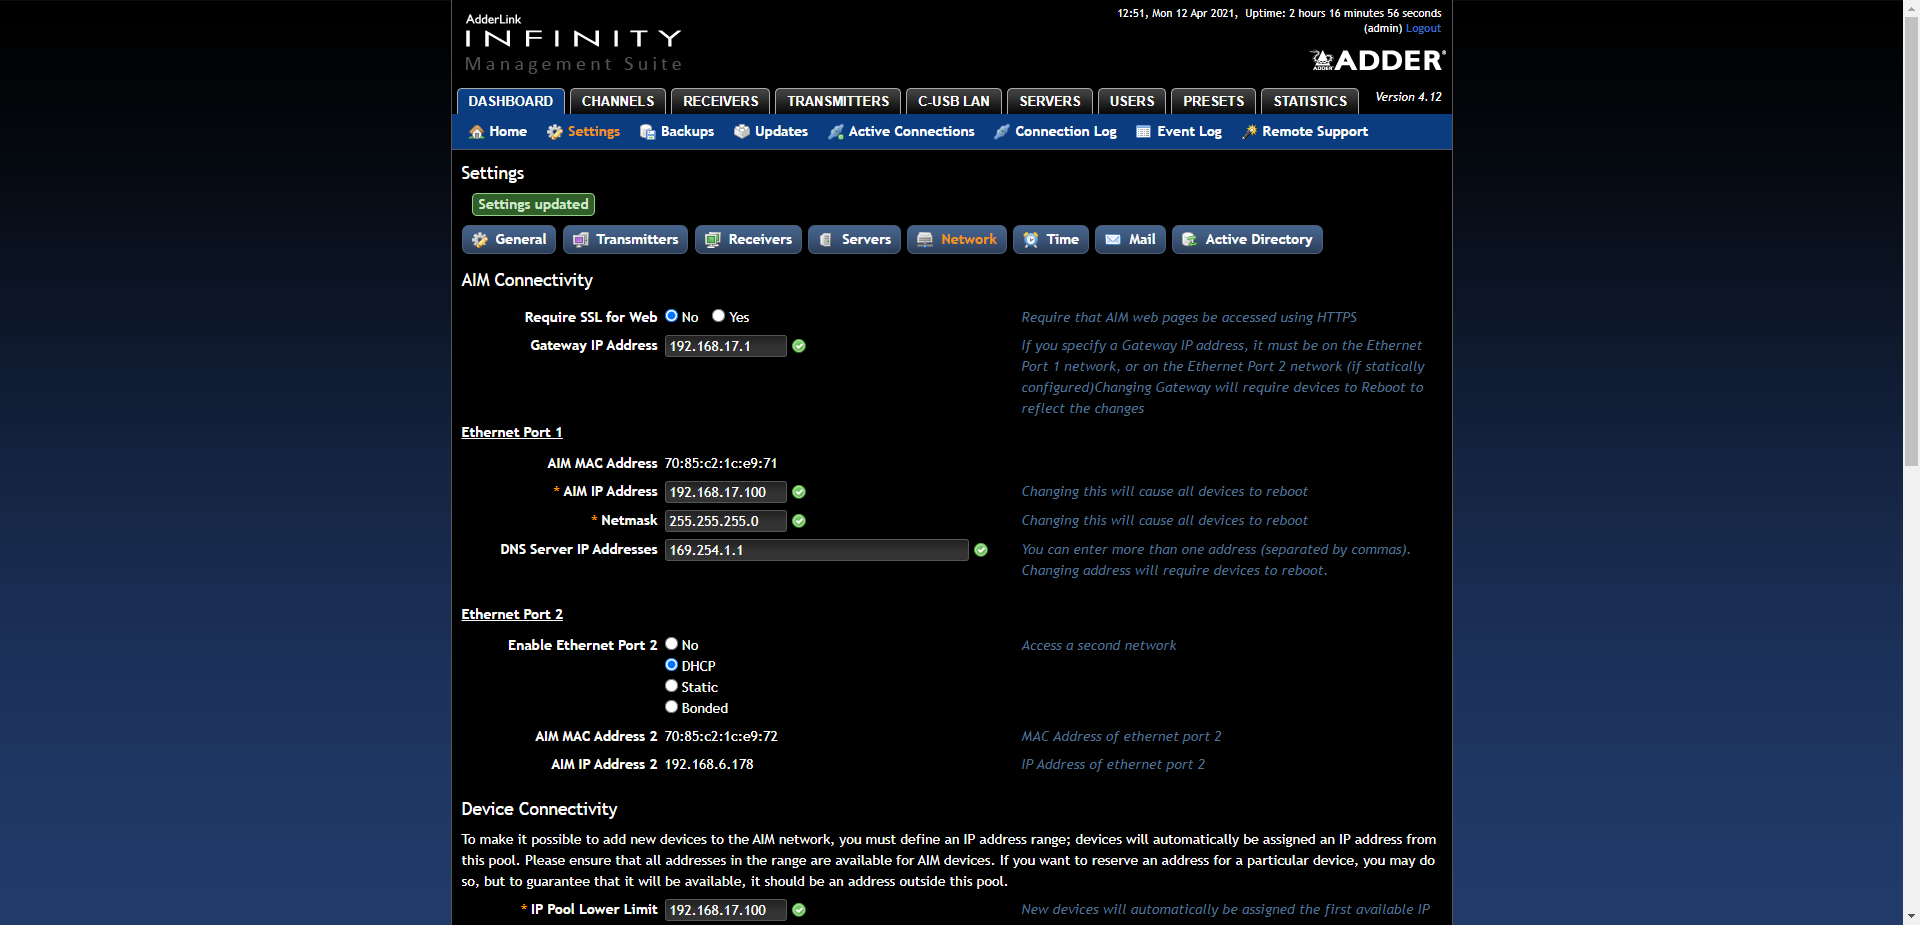 AdderLink
INFINITY
Management Suite
12:51, Mon 12 Apr 2021, Uptime: 2 hours 16 minutes 56 seconds
(admin) Logout
ADDER
ADDER®
DASHBOARD CHANNELS RECEIVERS TRANSMITTERS C-USB LAN SERVERS USERS PRESETS STATISTICS Version 4.12
Home Settings Backups Updates Active Connections Connection Log Event Log Remote Support
Settings
Settings updated
General Transmitters Receivers Servers Network Time Mail Active Directory
AIM Connectivity
Require SSL for Web No Yes Require that AIM web pages be accessed using HTTPS
Gateway IP Address 192.168.17.1 If you specify a Gateway IP address, it must be on the Ethernet
Port 1 network, or on the Ethernet Port 2 network (if statically
configured)Changing Gateway will require devices to Reboot to
reflect the changes
Ethernet Port 1
AIM MAC Address 70:85:c2:1c:e9:71
* AIM IP Address 192.168.17.100 Changing this will cause all devices to reboot
* Netmask 255.255.255.0 Changing this will cause all devices to reboot
DNS Server IP Addresses 169.254.1.1 You can enter more than one address (separated by commas).
Changing address will require devices to reboot.
Ethernet Port 2
Enable Ethernet Port 2 No Access a second network
DHCP
Static
Bonded
AIM MAC Address 2 70:85:c2:1c:e9:72 MAC Address of ethernet port 2
AIM IP Address 2 192.168.6.178 IP Address of ethernet port 2
Device Connectivity
To make it possible to add new devices to the AIM network, you must define an IP address range; devices will automatically be assigned an IP address from
this pool. Please ensure that all addresses in the range are available for AIM devices. If you want to reserve an address for a particular device, you may do
so, but to guarantee that it will be available, it should be an address outside this pool.
* IP Pool Lower Limit 192.168.17.100 New devices will automatically be assigned the first available IP